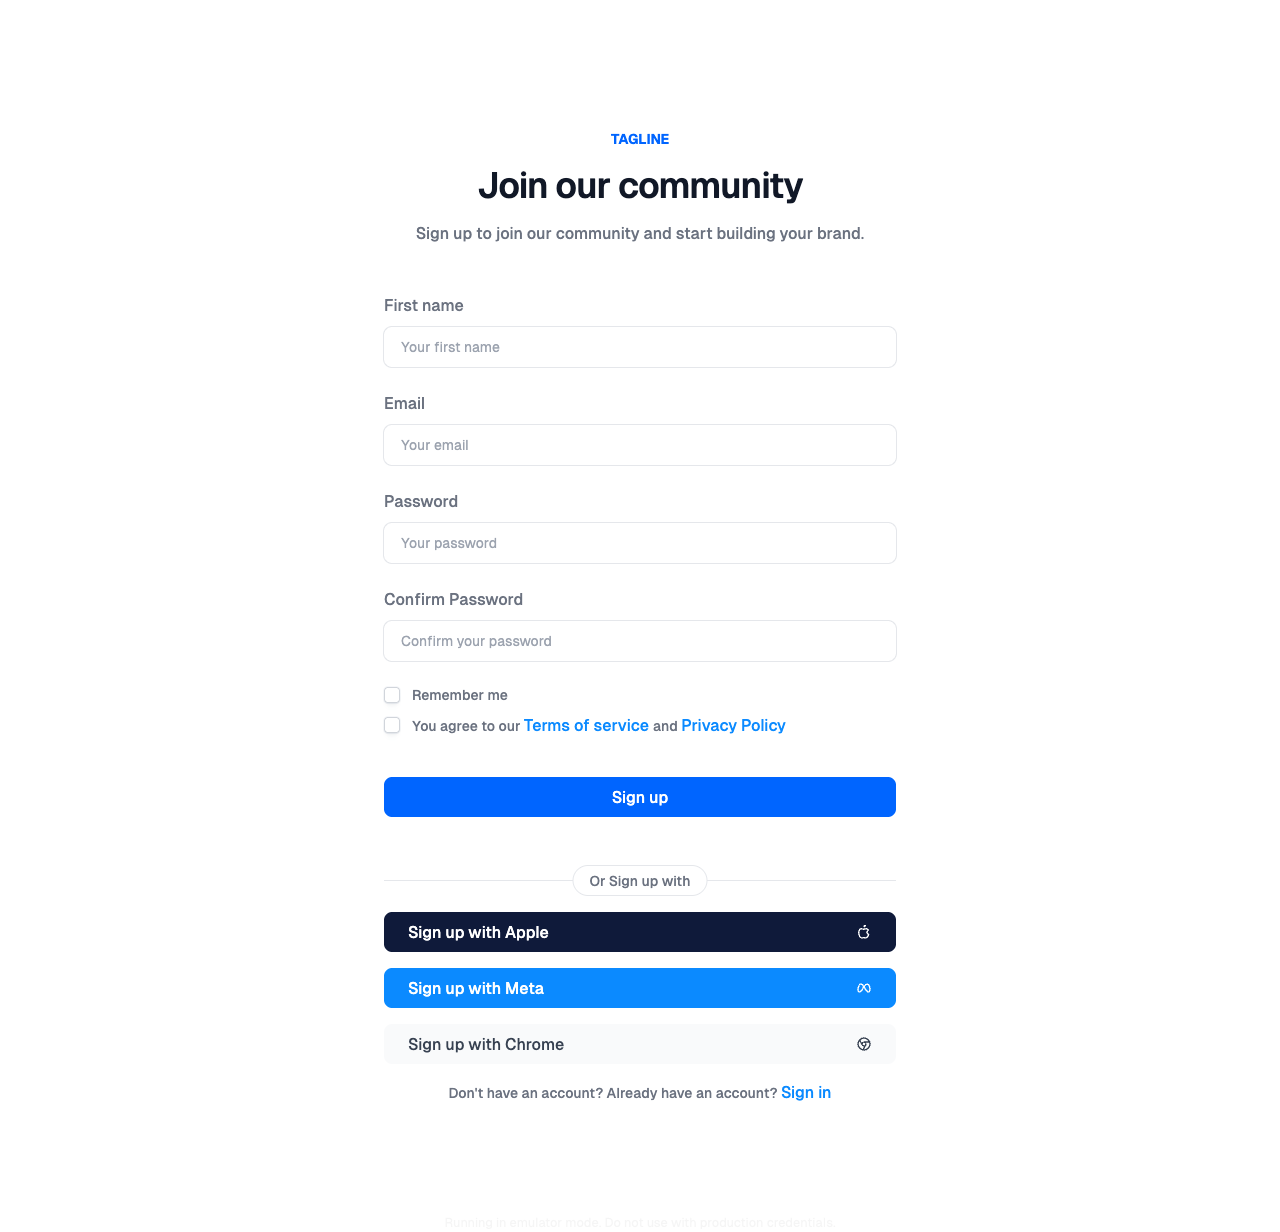 TAGLINE
Join our community
Sign up to join our community and start building your brand.
First name
Your first name
Email
Your email
Password
Your password
Confirm Password
Confirm your password
Remember me
You agree to our Terms of service and Privacy Policy
Sign up
Or Sign up with
Sign up with Apple
Sign up with Meta
Sign up with Chrome
Don't have an account? Already have an account? Sign in
Running in emulator mode. Do not use with production credentials.